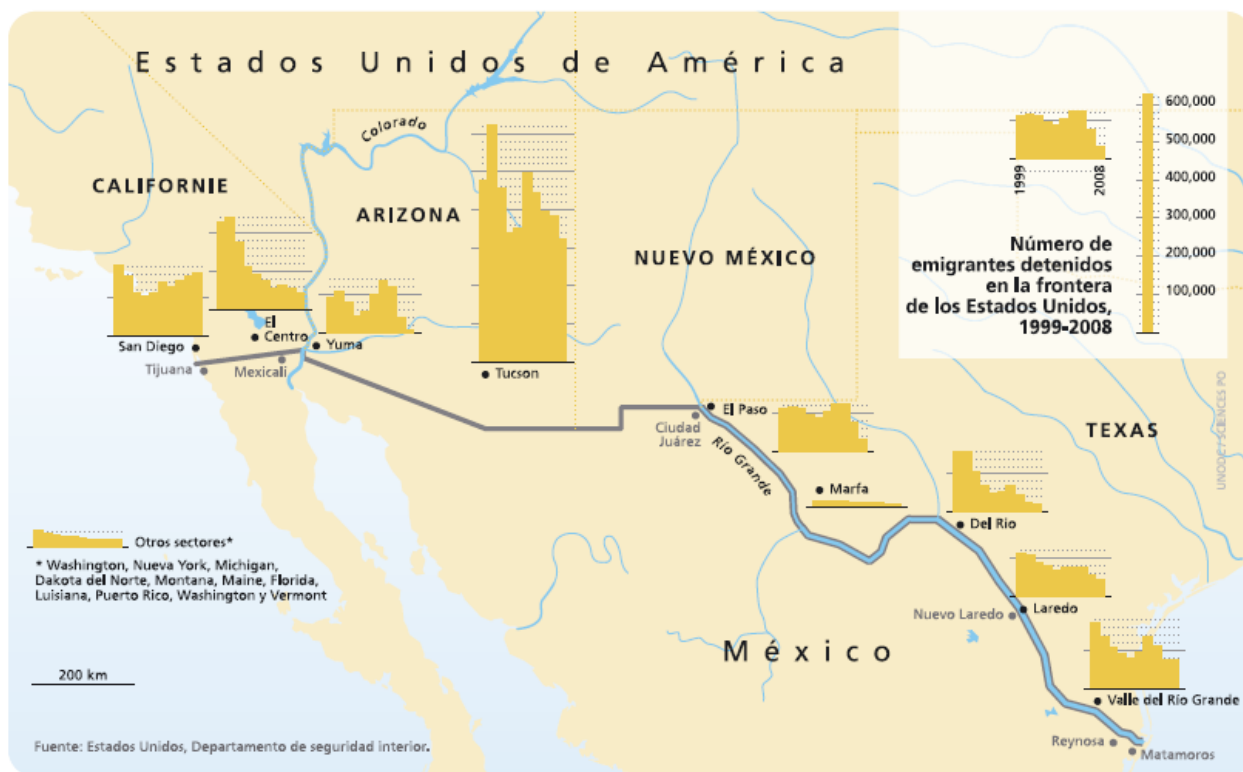 Estados Unidos de América
Colorado
CALIFORNIE
ARIZONA
NUEVO MÉXICO
TEXAS
México
San Diego
Tijuana
El
Centro
Mexicali
Yuma
Tucson
El Paso
Ciudad
Juárez
Río Grande
Marfa
Del Rio
Nuevo Laredo
Laredo
Valle del Río Grande
Reynosa
Matamoros
1999
2008
600,000
500,000
400,000
300,000
200,000
100,000
Número de
emigrantes detenidos
en la frontera
de los Estados Unidos,
1999-2008
UNODC / SCIENCES PO
Otros sectores*
* Washington, Nueva York, Michigan,
Dakota del Norte, Montana, Maine, Florida,
Luisiana, Puerto Rico, Washington y Vermont
200 km
Fuente: Estados Unidos, Departamento de seguridad interior.